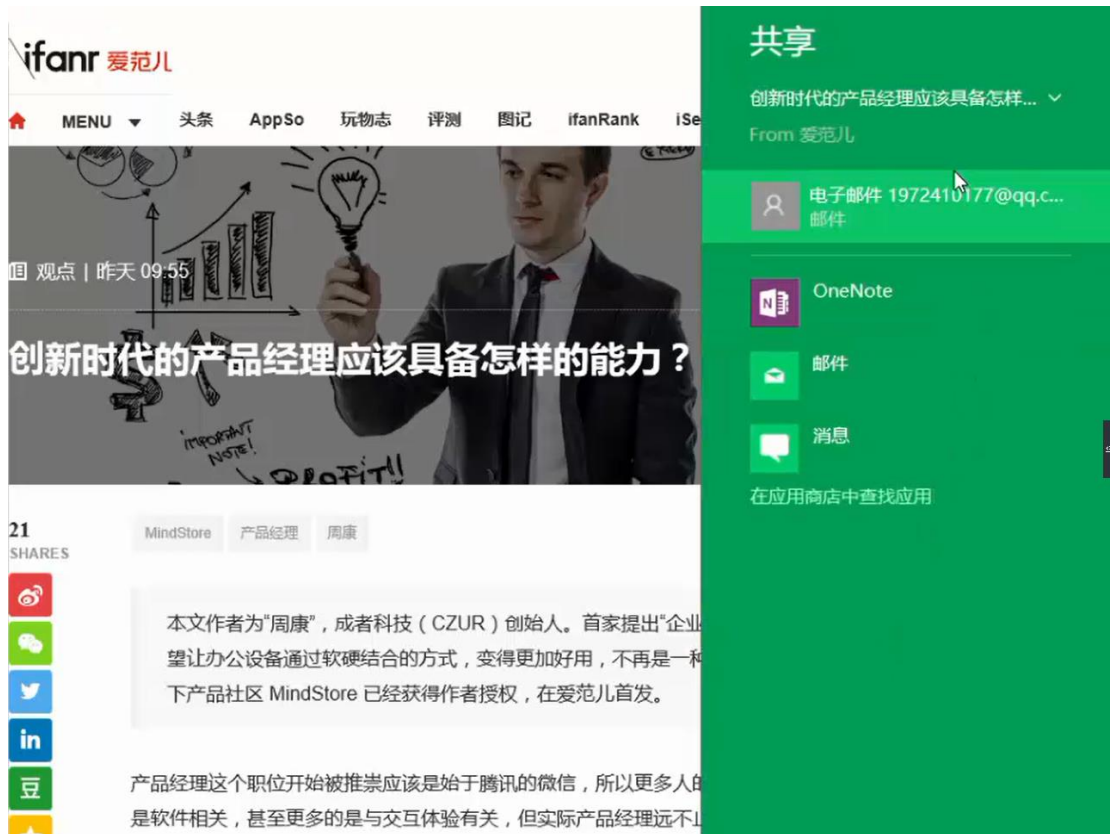 ifanr 爱范儿
MENU 头条 AppSo 玩物志 评测 图记 ifanRank iSe
观点 | 昨天 09:55
创新时代的产品经理应该具备怎样的能力？
IMPORTANT
NOTE!
PROFIT!!
21
SHARES
MindStore 产品经理 周康
本文作者为“周康”，成者科技（CZUR）创始人。首家提出“企业
望让办公设备通过软硬结合的方式，变得更加好用，不再是一种
下产品社区 MindStore 已经获得作者授权，在爱范儿首发。
豆
in
产品经理这个职位开始被推崇应该是始于腾讯的微信，所以更多人的
是软件相关，甚至更多的是与交互体验有关，但实际产品经理远不止
共享
创新时代的产品经理应该具备怎样...
From 爱范儿
电子邮件 1972410177@qq.c...
邮件
OneNote
邮件
消息
在应用商店中查找应用